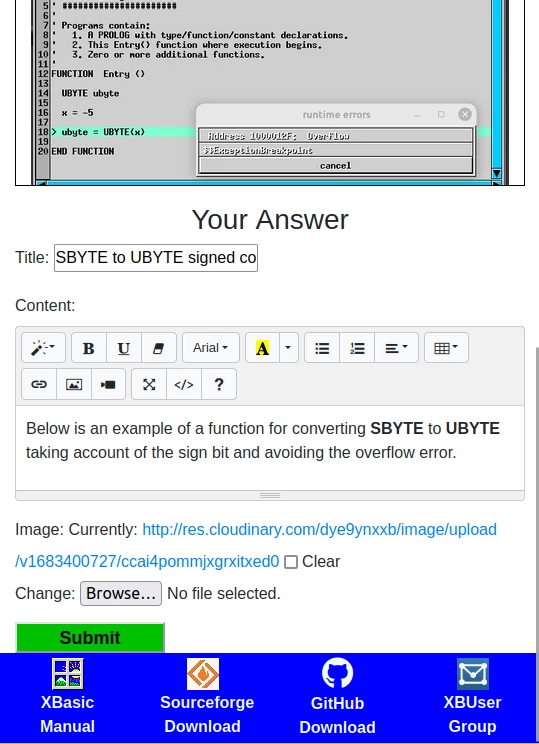 5 ' ######################
6 '
7 ' Programs contain:
8 '   1. A PROLOG with type/function/constant declarations.
9 '   2. This Entry() function where execution begins.
10 '   3. Zero or more additional functions.
11 '
12 FUNCTION  Entry ()
13
14   UBYTE ubyte
15
16   x = -5
17
18 > ubyte = UBYTE(x)
19
20 END FUNCTION
runtime errors
Address 1000012F:  Overflow
$$ExceptionBreakpoint
cancel
Your Answer
Title: SBYTE to UBYTE signed co
Content:
B U Arial A
</> ?
Below is an example of a function for converting SBYTE to UBYTE
taking account of the sign bit and avoiding the overflow error.
Image: Currently: http://res.cloudinary.com/dye9ynxxb/image/upload
/v1683400727/ccai4pommjxgrxitxed0 Clear
Change: Browse... No file selected.
Submit
XBasic Manual
Sourceforge Download
GitHub Download
XBUser Group